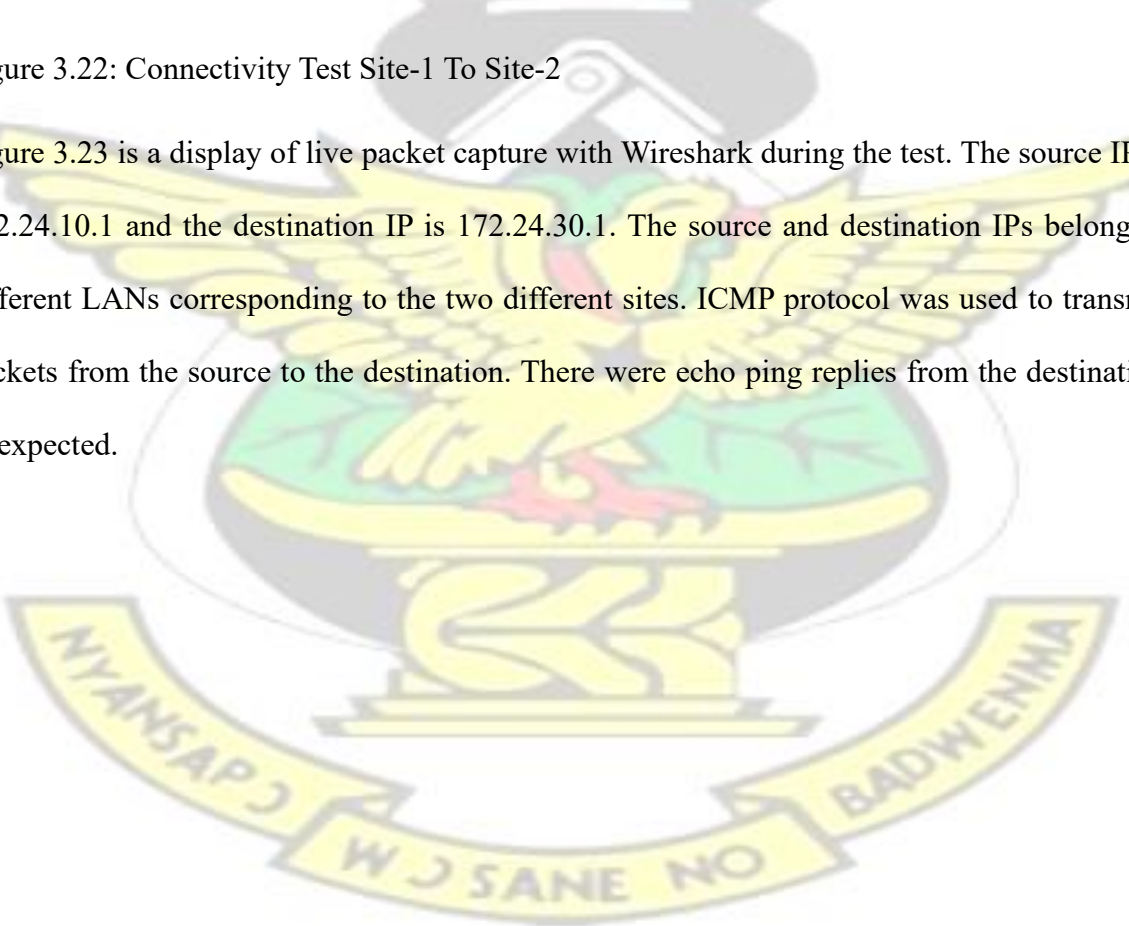 gure 3.22: Connectivity Test Site-1 To Site-2
gure 3.23 is a display of live packet capture with Wireshark during the test. The source IP
2.24.10.1 and the destination IP is 172.24.30.1. The source and destination IPs belong
fferent LANs corresponding to the two different sites. ICMP protocol was used to transm
ckets from the source to the destination. There were echo ping replies from the destinati
expected.
NYANSAPƆ
WƆSANE NO
BADWENMA